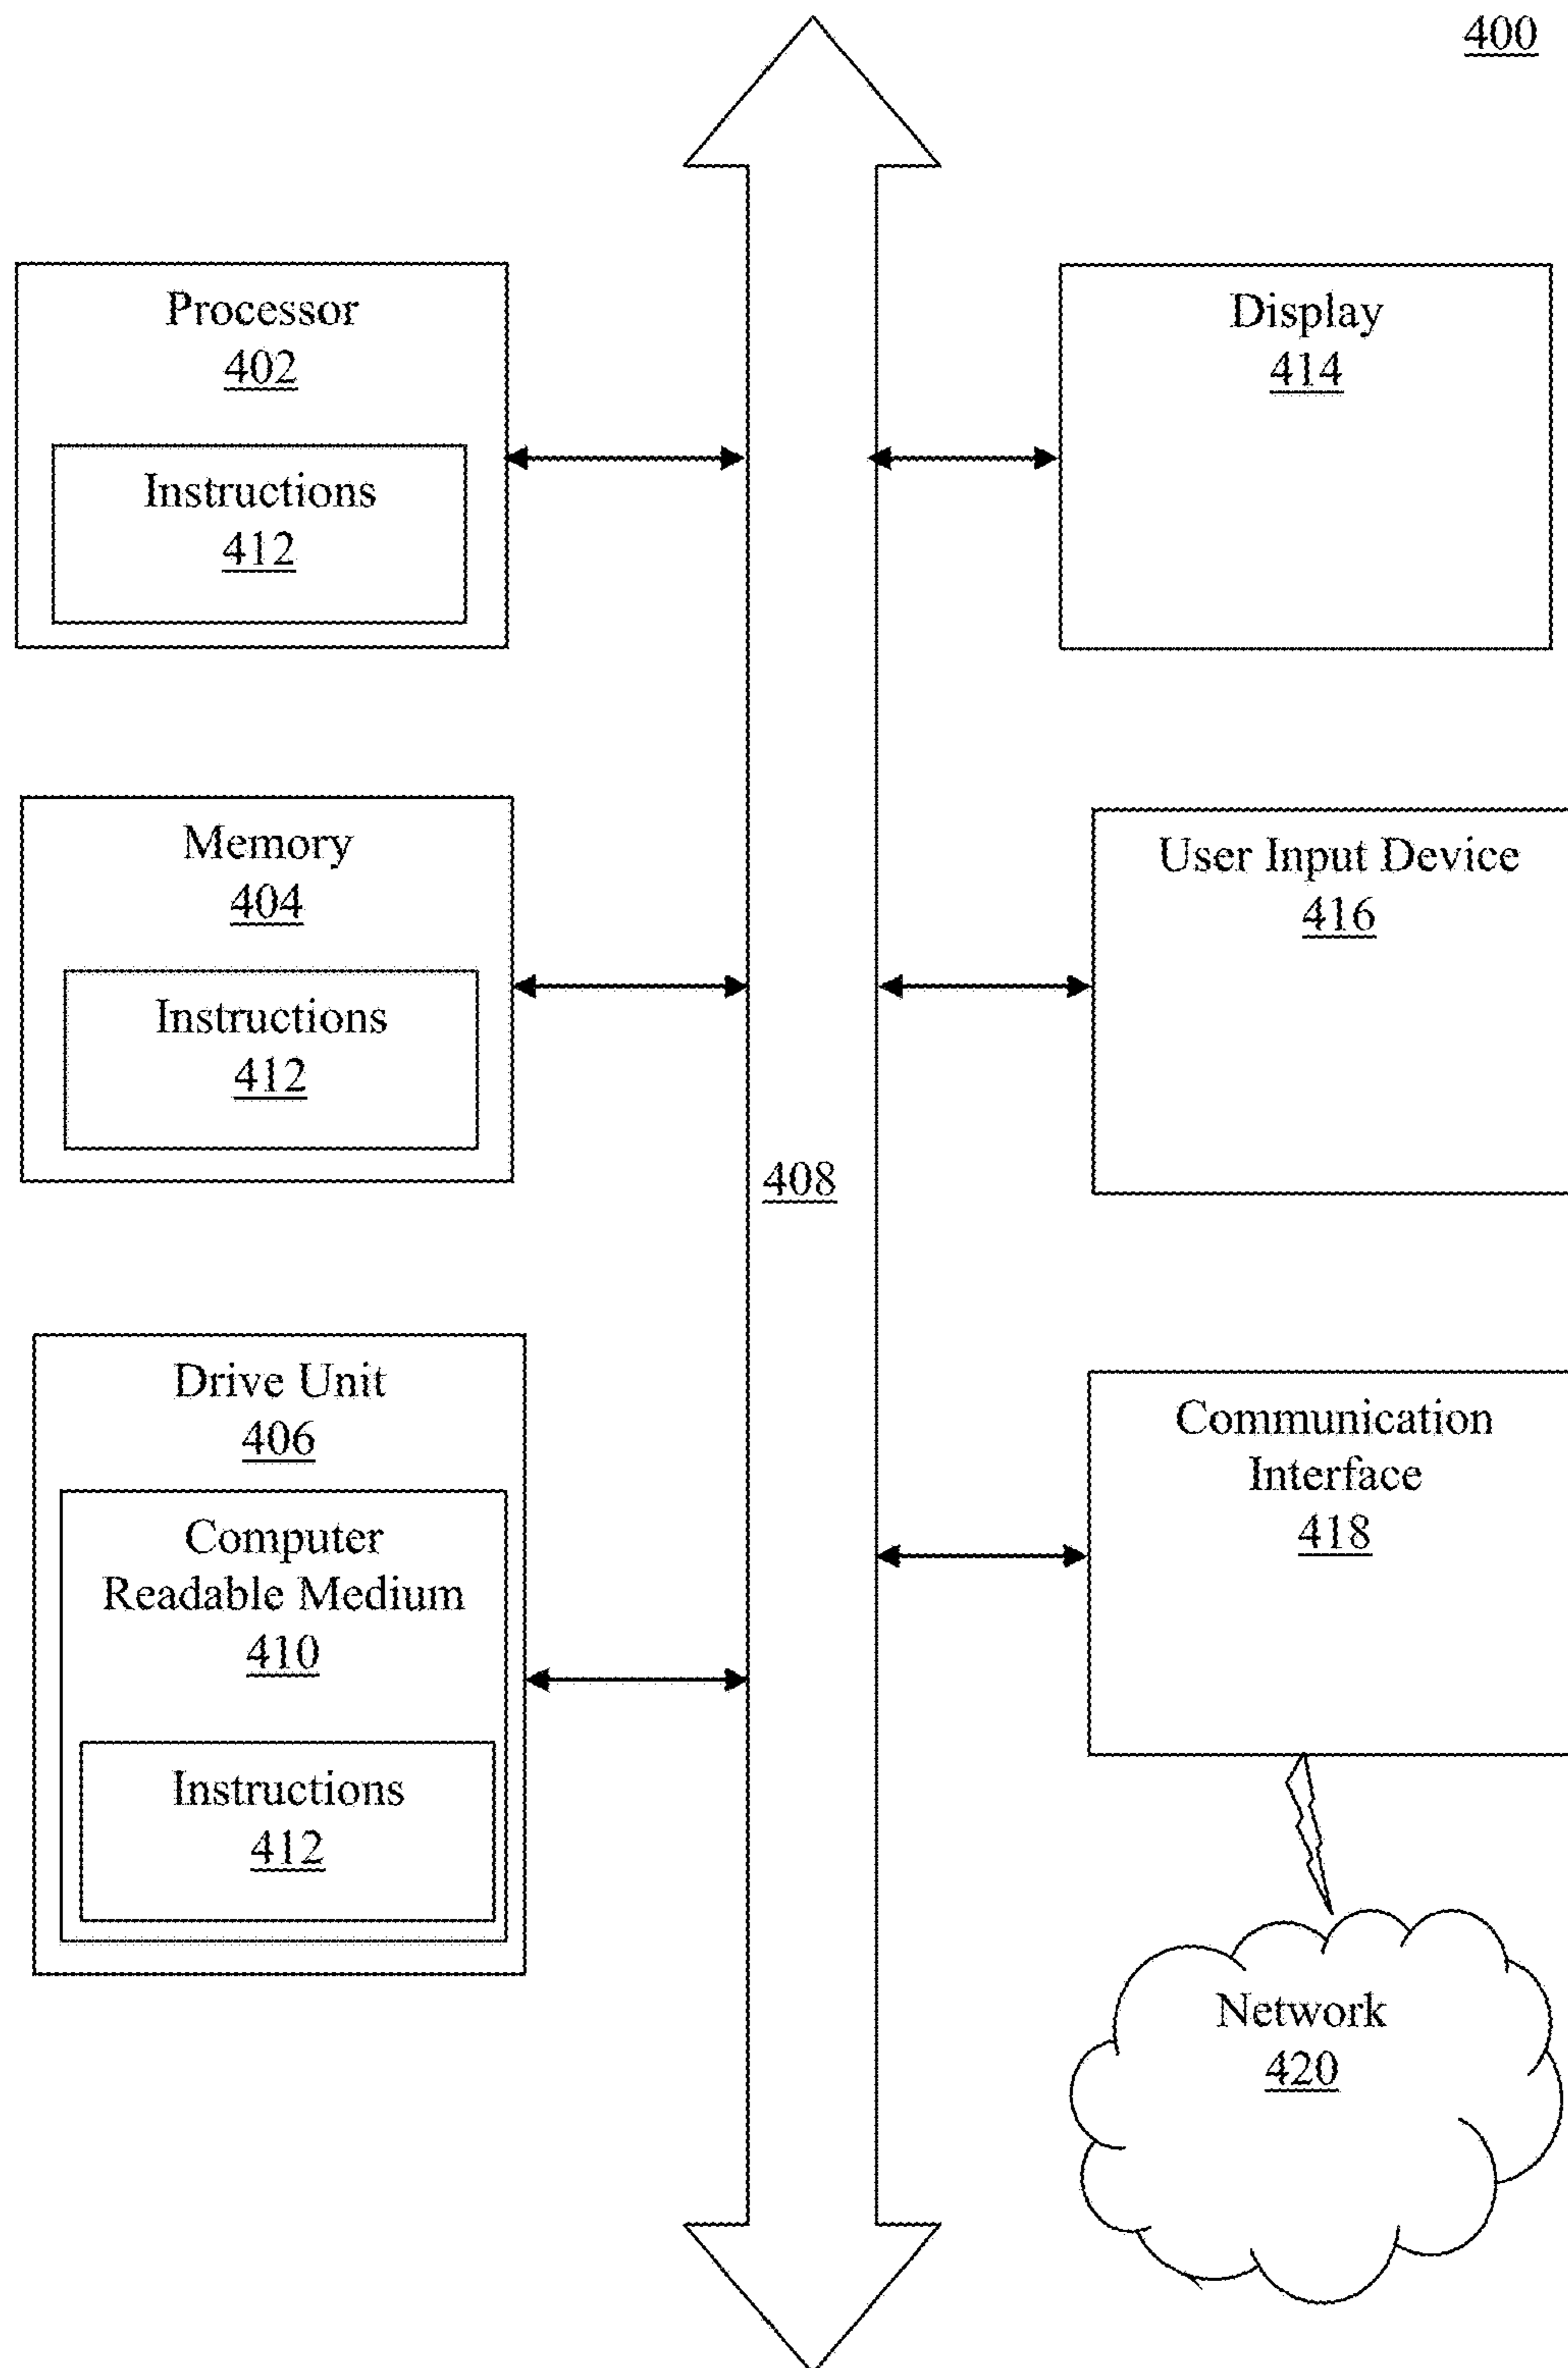 400
Processor
402
Instructions
412
Display
414
Memory
404
Instructions
412
User Input Device
416
408
Drive Unit
406
Computer
Readable Medium
410
Instructions
412
Communication
Interface
418
Network
420